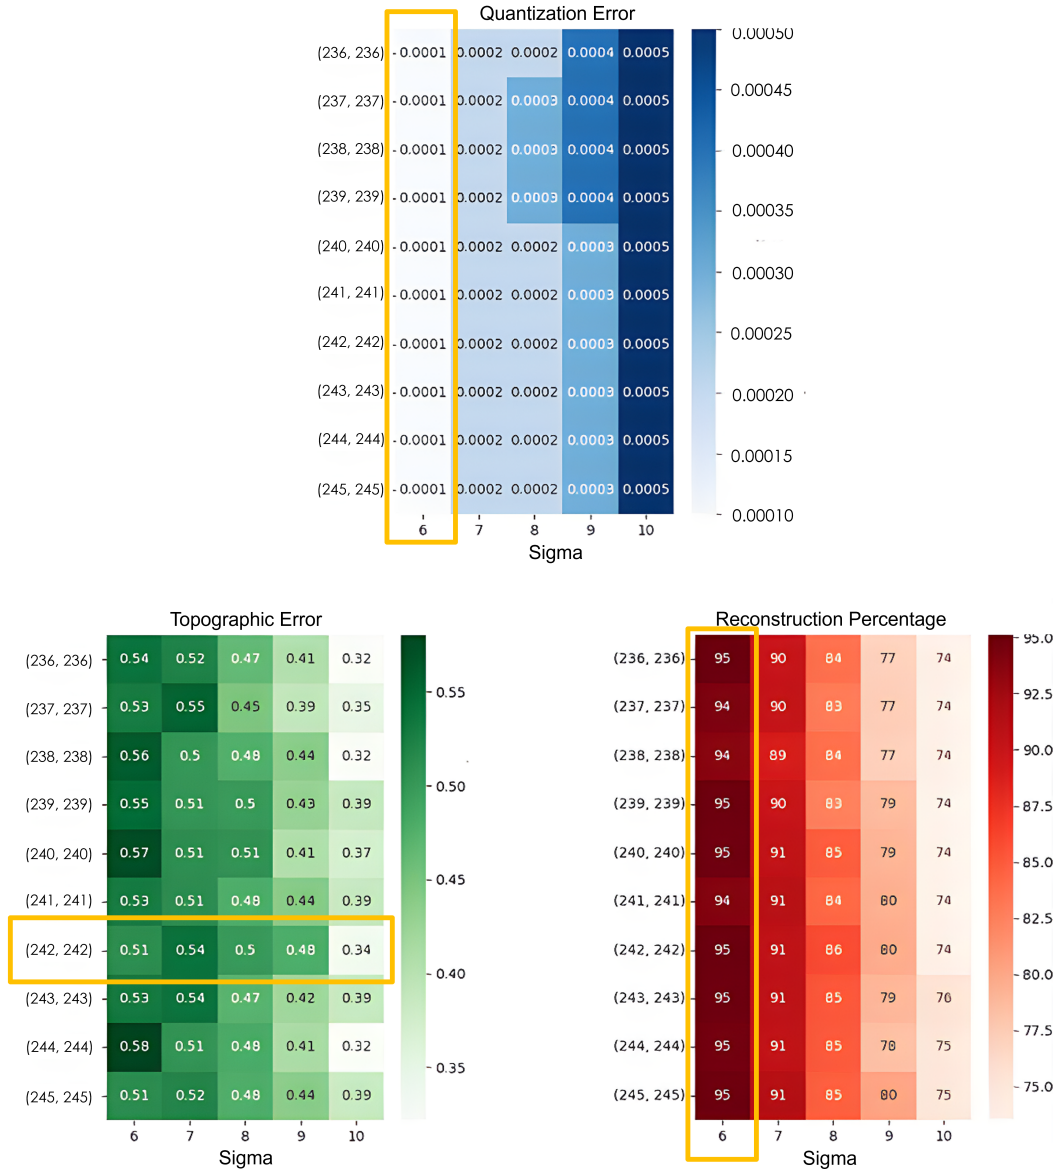 Quantization Error
(236, 236) 0.0001 0.0002 0.0002 0.0004 0.0005
(237, 237) 0.0001 0.0002 0.0003 0.0004 0.0005
(238, 238) 0.0001 0.0002 0.0003 0.0004 0.0005
(239, 239) 0.0001 0.0002 0.0003 0.0004 0.0005
(240, 240) 0.0001 0.0002 0.0002 0.0003 0.0005
(241, 241) 0.0001 0.0002 0.0002 0.0003 0.0005
(242, 242) 0.0001 0.0002 0.0002 0.0003 0.0005
(243, 243) 0.0001 0.0002 0.0002 0.0003 0.0005
(244, 244) 0.0001 0.0002 0.0002 0.0003 0.0005
(245, 245) 0.0001 0.0002 0.0002 0.0003 0.0005
6 7 8 9 10
Sigma
0.00050
0.00045
0.00040
0.00035
0.00030
0.00025
0.00020
0.00015
0.00010
Topographic Error
(236, 236) 0.54 0.52 0.47 0.41 0.32
(237, 237) 0.53 0.55 0.45 0.39 0.35
(238, 238) 0.56 0.5 0.48 0.44 0.32
(239, 239) 0.55 0.51 0.5 0.43 0.39
(240, 240) 0.57 0.51 0.51 0.41 0.37
(241, 241) 0.53 0.51 0.48 0.44 0.39
(242, 242) 0.51 0.54 0.5 0.48 0.34
(243, 243) 0.53 0.54 0.47 0.42 0.39
(244, 244) 0.58 0.51 0.48 0.41 0.32
(245, 245) 0.51 0.52 0.48 0.44 0.39
6 7 8 9 10
Sigma
0.55
0.50
0.45
0.40
0.35
Reconstruction Percentage
(236, 236) 95 90 84 77 74
(237, 237) 94 90 83 77 74
(238, 238) 94 89 84 77 74
(239, 239) 95 90 83 79 74
(240, 240) 95 91 85 79 74
(241, 241) 94 91 84 80 74
(242, 242) 95 91 86 80 74
(243, 243) 95 91 85 79 76
(244, 244) 95 91 85 78 75
(245, 245) 95 91 85 80 75
6 7 8 9 10
Sigma
95.0
92.5
90.0
87.5
85.0
82.5
80.0
77.5
75.0